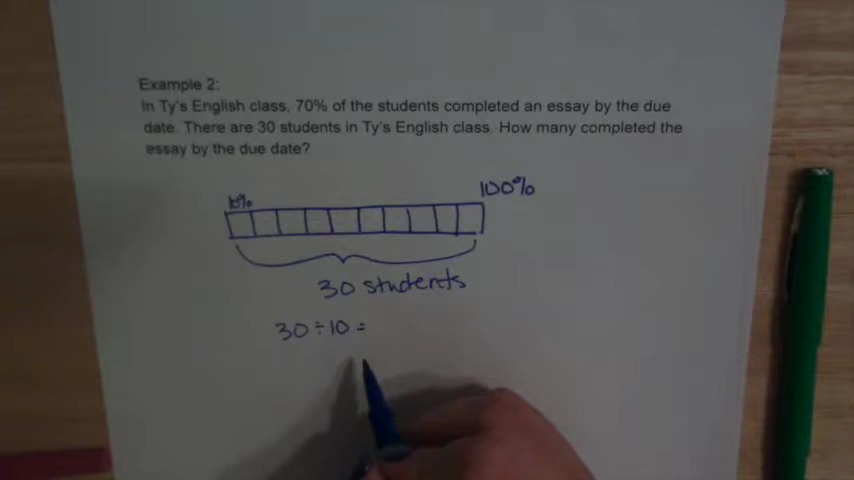 Example 2:
In Ty's English class, 70% of the students completed an essay by the due
date. There are 30 students in Ty's English class. How many completed the
essay by the due date?
10% 100%
30 students
30 ÷ 10 =